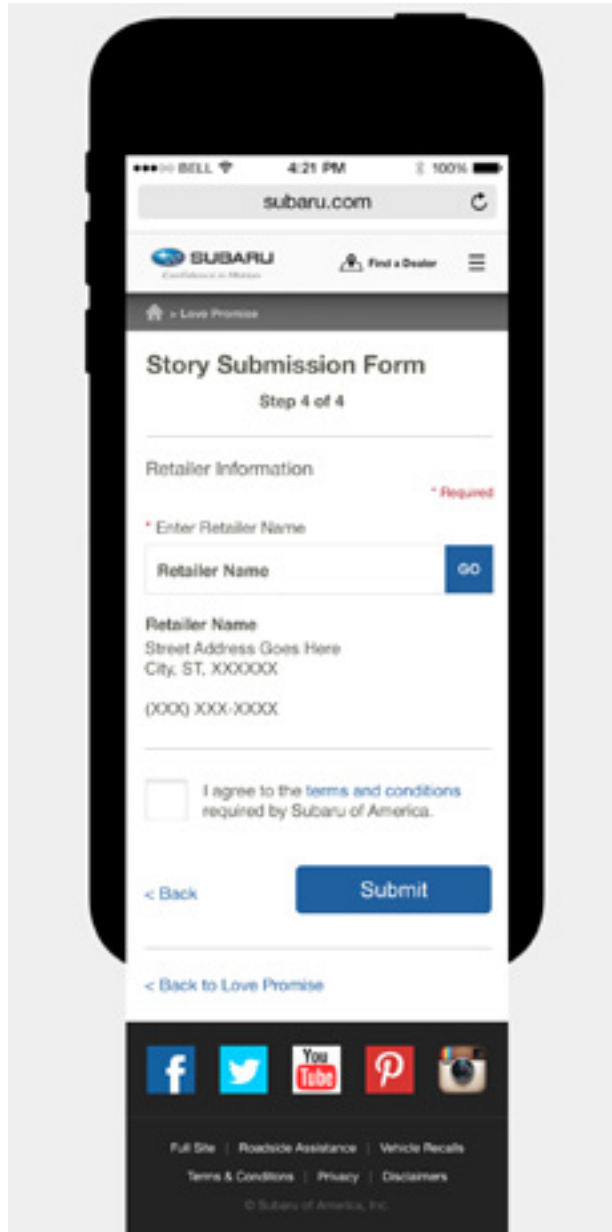 BELL 4:21 PM 100%
subaru.com
SUBARU Find a Dealer
Confidence in Motion
» Love Promise
Story Submission Form
Step 4 of 4
Retailer Information
* Required
* Enter Retailer Name
Retailer Name GO
Retailer Name
Street Address Goes Here
City, ST, XXXXXX
(XXX) XXX-XXXX
I agree to the terms and conditions
required by Subaru of America.
< Back Submit
< Back to Love Promise
f You
Tube
Full Site | Roadside Assistance | Vehicle Recalls
Terms & Conditions | Privacy | Disclaimers
© Subaru of America, Inc.